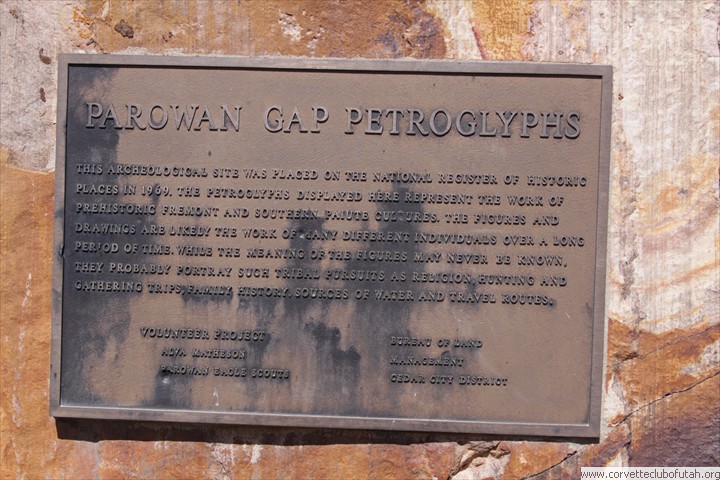 PAROWAN GAP PETROGLYPHS
THIS ARCHEOLOGICAL SITE WAS PLACED ON THE NATIONAL REGISTER OF HISTORIC
PLACES IN 1969. THE PETROGLYPHS DISPLAYED HERE REPRESENT THE WORK OF
PREHISTORIC FREMONT AND SOUTHERN PAIUTE CULTURES. THE FIGURES AND
DRAWINGS ARE LIKELY THE WORK OF MANY DIFFERENT INDIVIDUALS OVER A LONG
PERIOD OF TIME. WHILE THE MEANING OF THE FIGURES MAY NEVER BE KNOWN,
THEY PROBABLY PORTRAY SUCH TRIBAL PURSUITS AS RELIGION, HUNTING AND
GATHERING TRIPS, FAMILY HISTORY, SOURCES OF WATER AND TRAVEL ROUTES.
VOLUNTEER PROJECT
ALVA MATHESON
PAROWAN EAGLE SCOUTS
BUREAU OF LAND
MANAGEMENT
CEDAR CITY DISTRICT
www.corvetteclubofutah.org